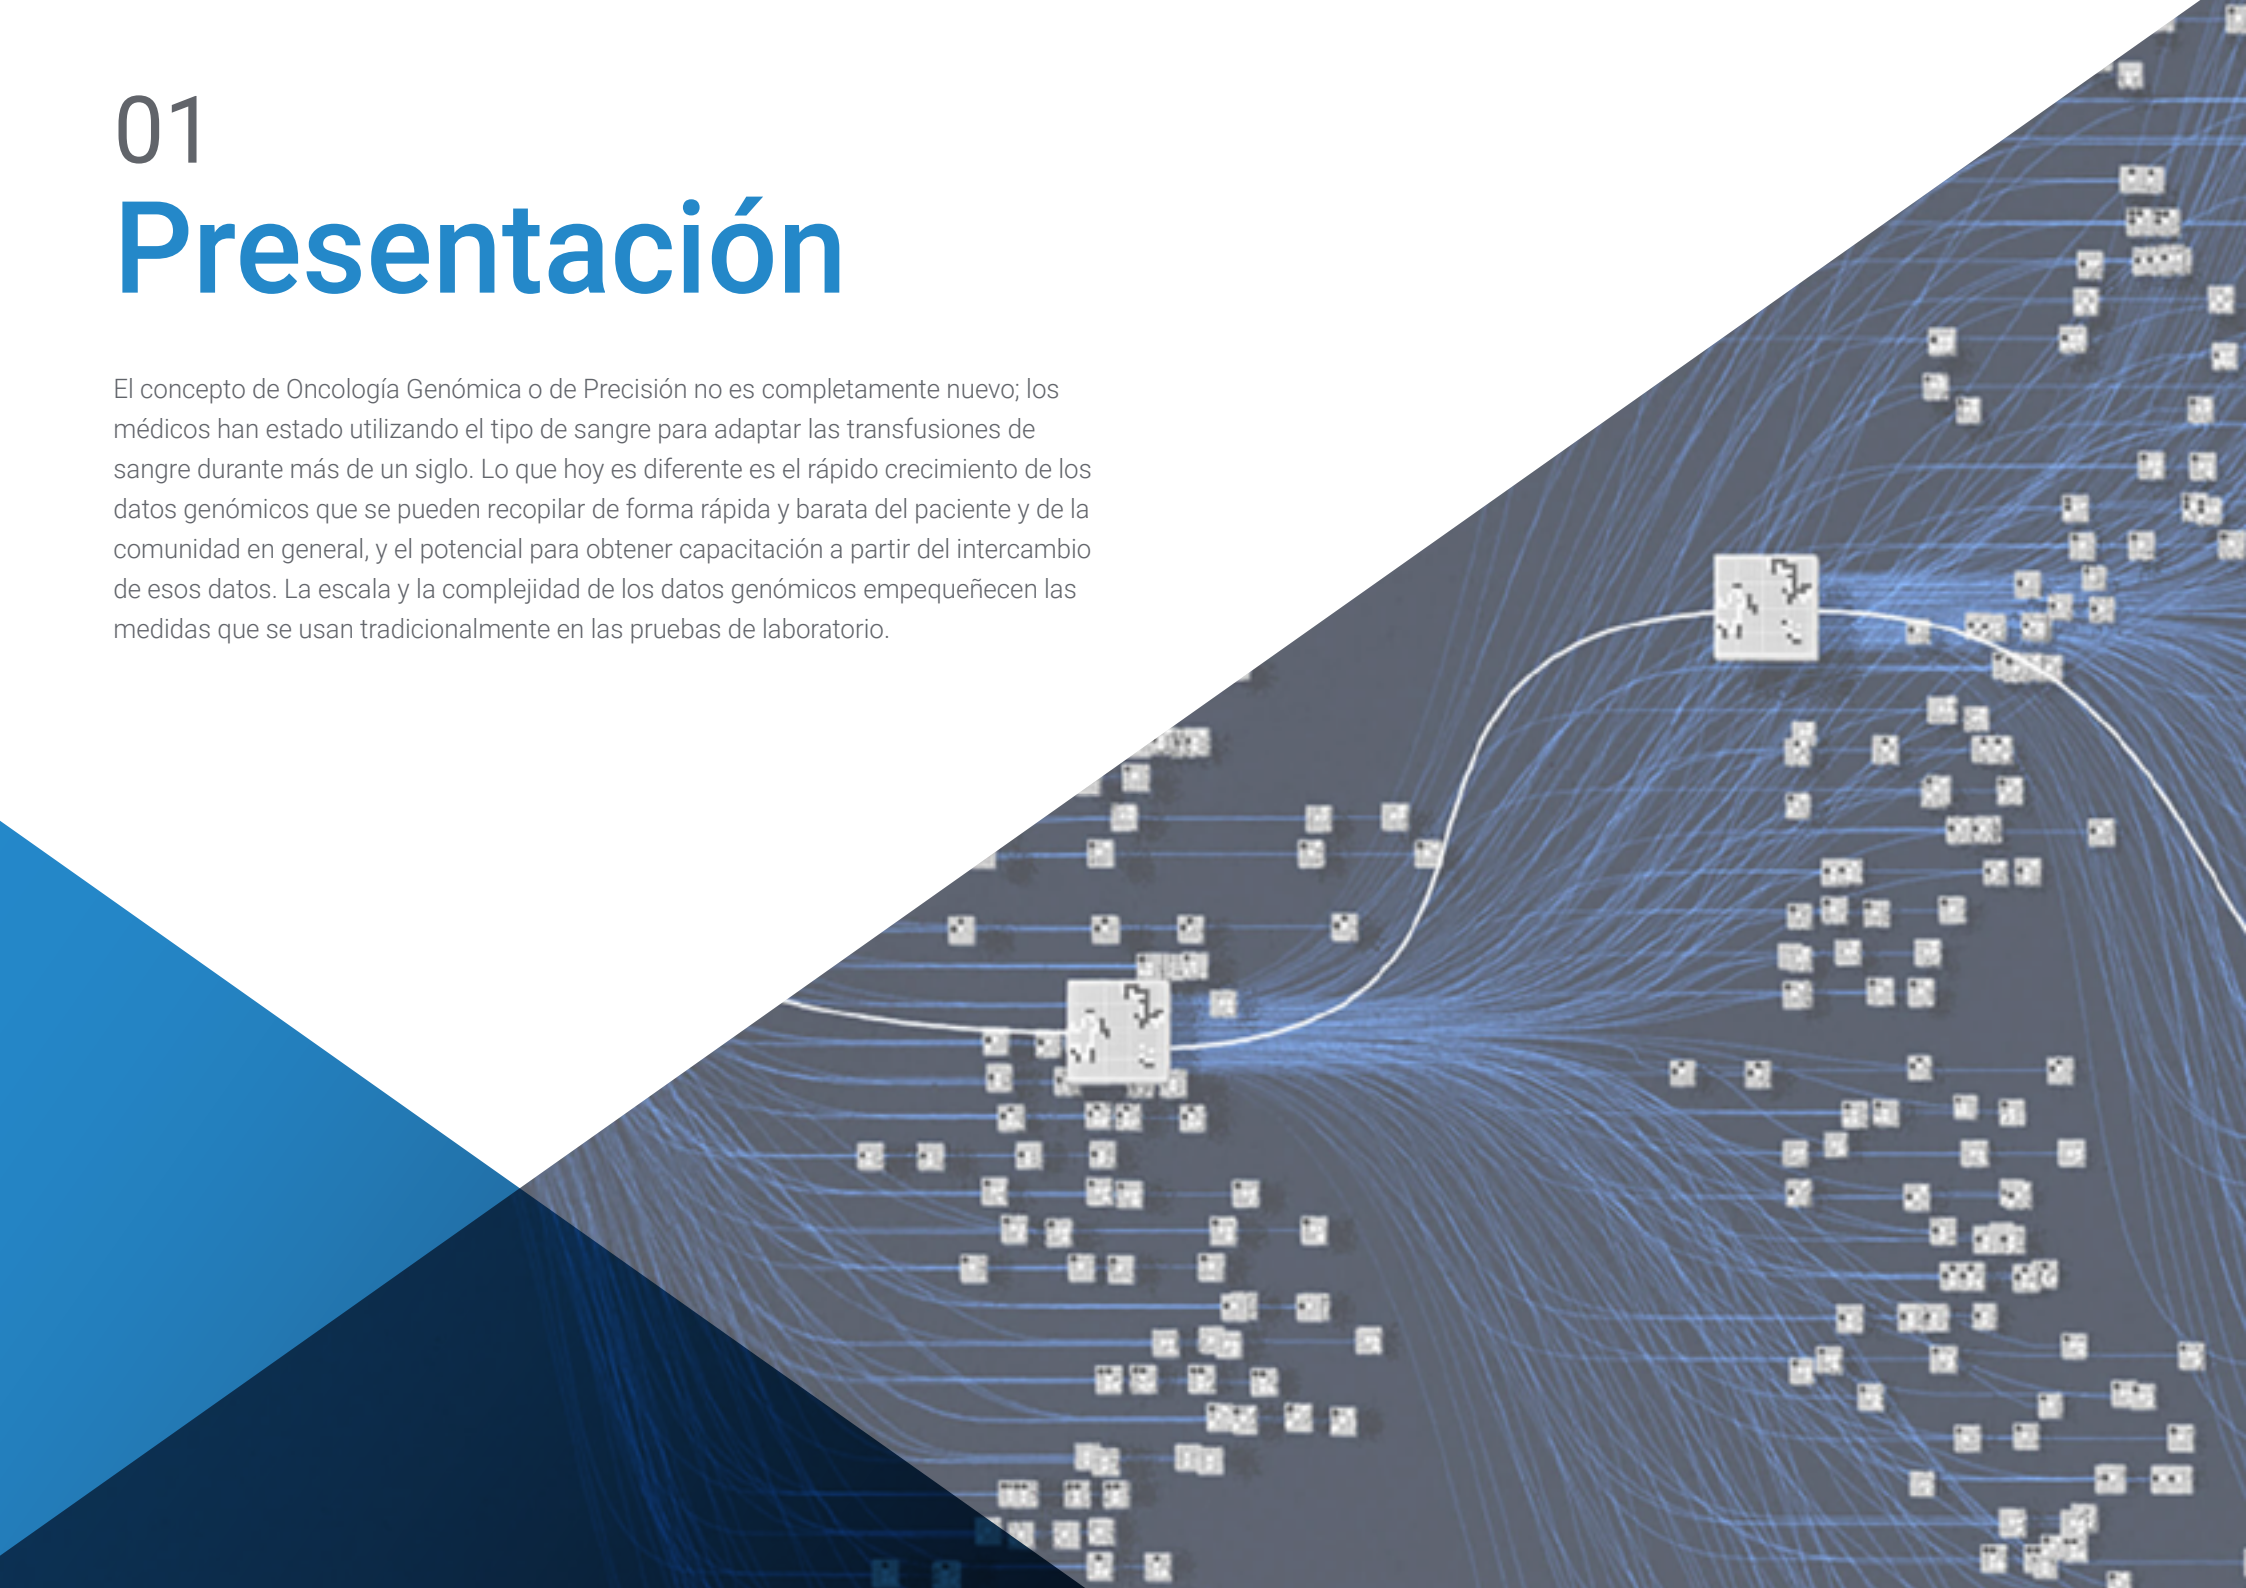 01
Presentación
El concepto de Oncología Genómica o de Precisión no es completamente nuevo; los
médicos han estado utilizando el tipo de sangre para adaptar las transfusiones de
sangre durante más de un siglo. Lo que hoy es diferente es el rápido crecimiento de los
datos genómicos que se pueden recopilar de forma rápida y barata del paciente y de la
comunidad en general, y el potencial para obtener capacitación a partir del intercambio
de esos datos. La escala y la complejidad de los datos genómicos empequeñecen las
medidas que se usan tradicionalmente en las pruebas de laboratorio.